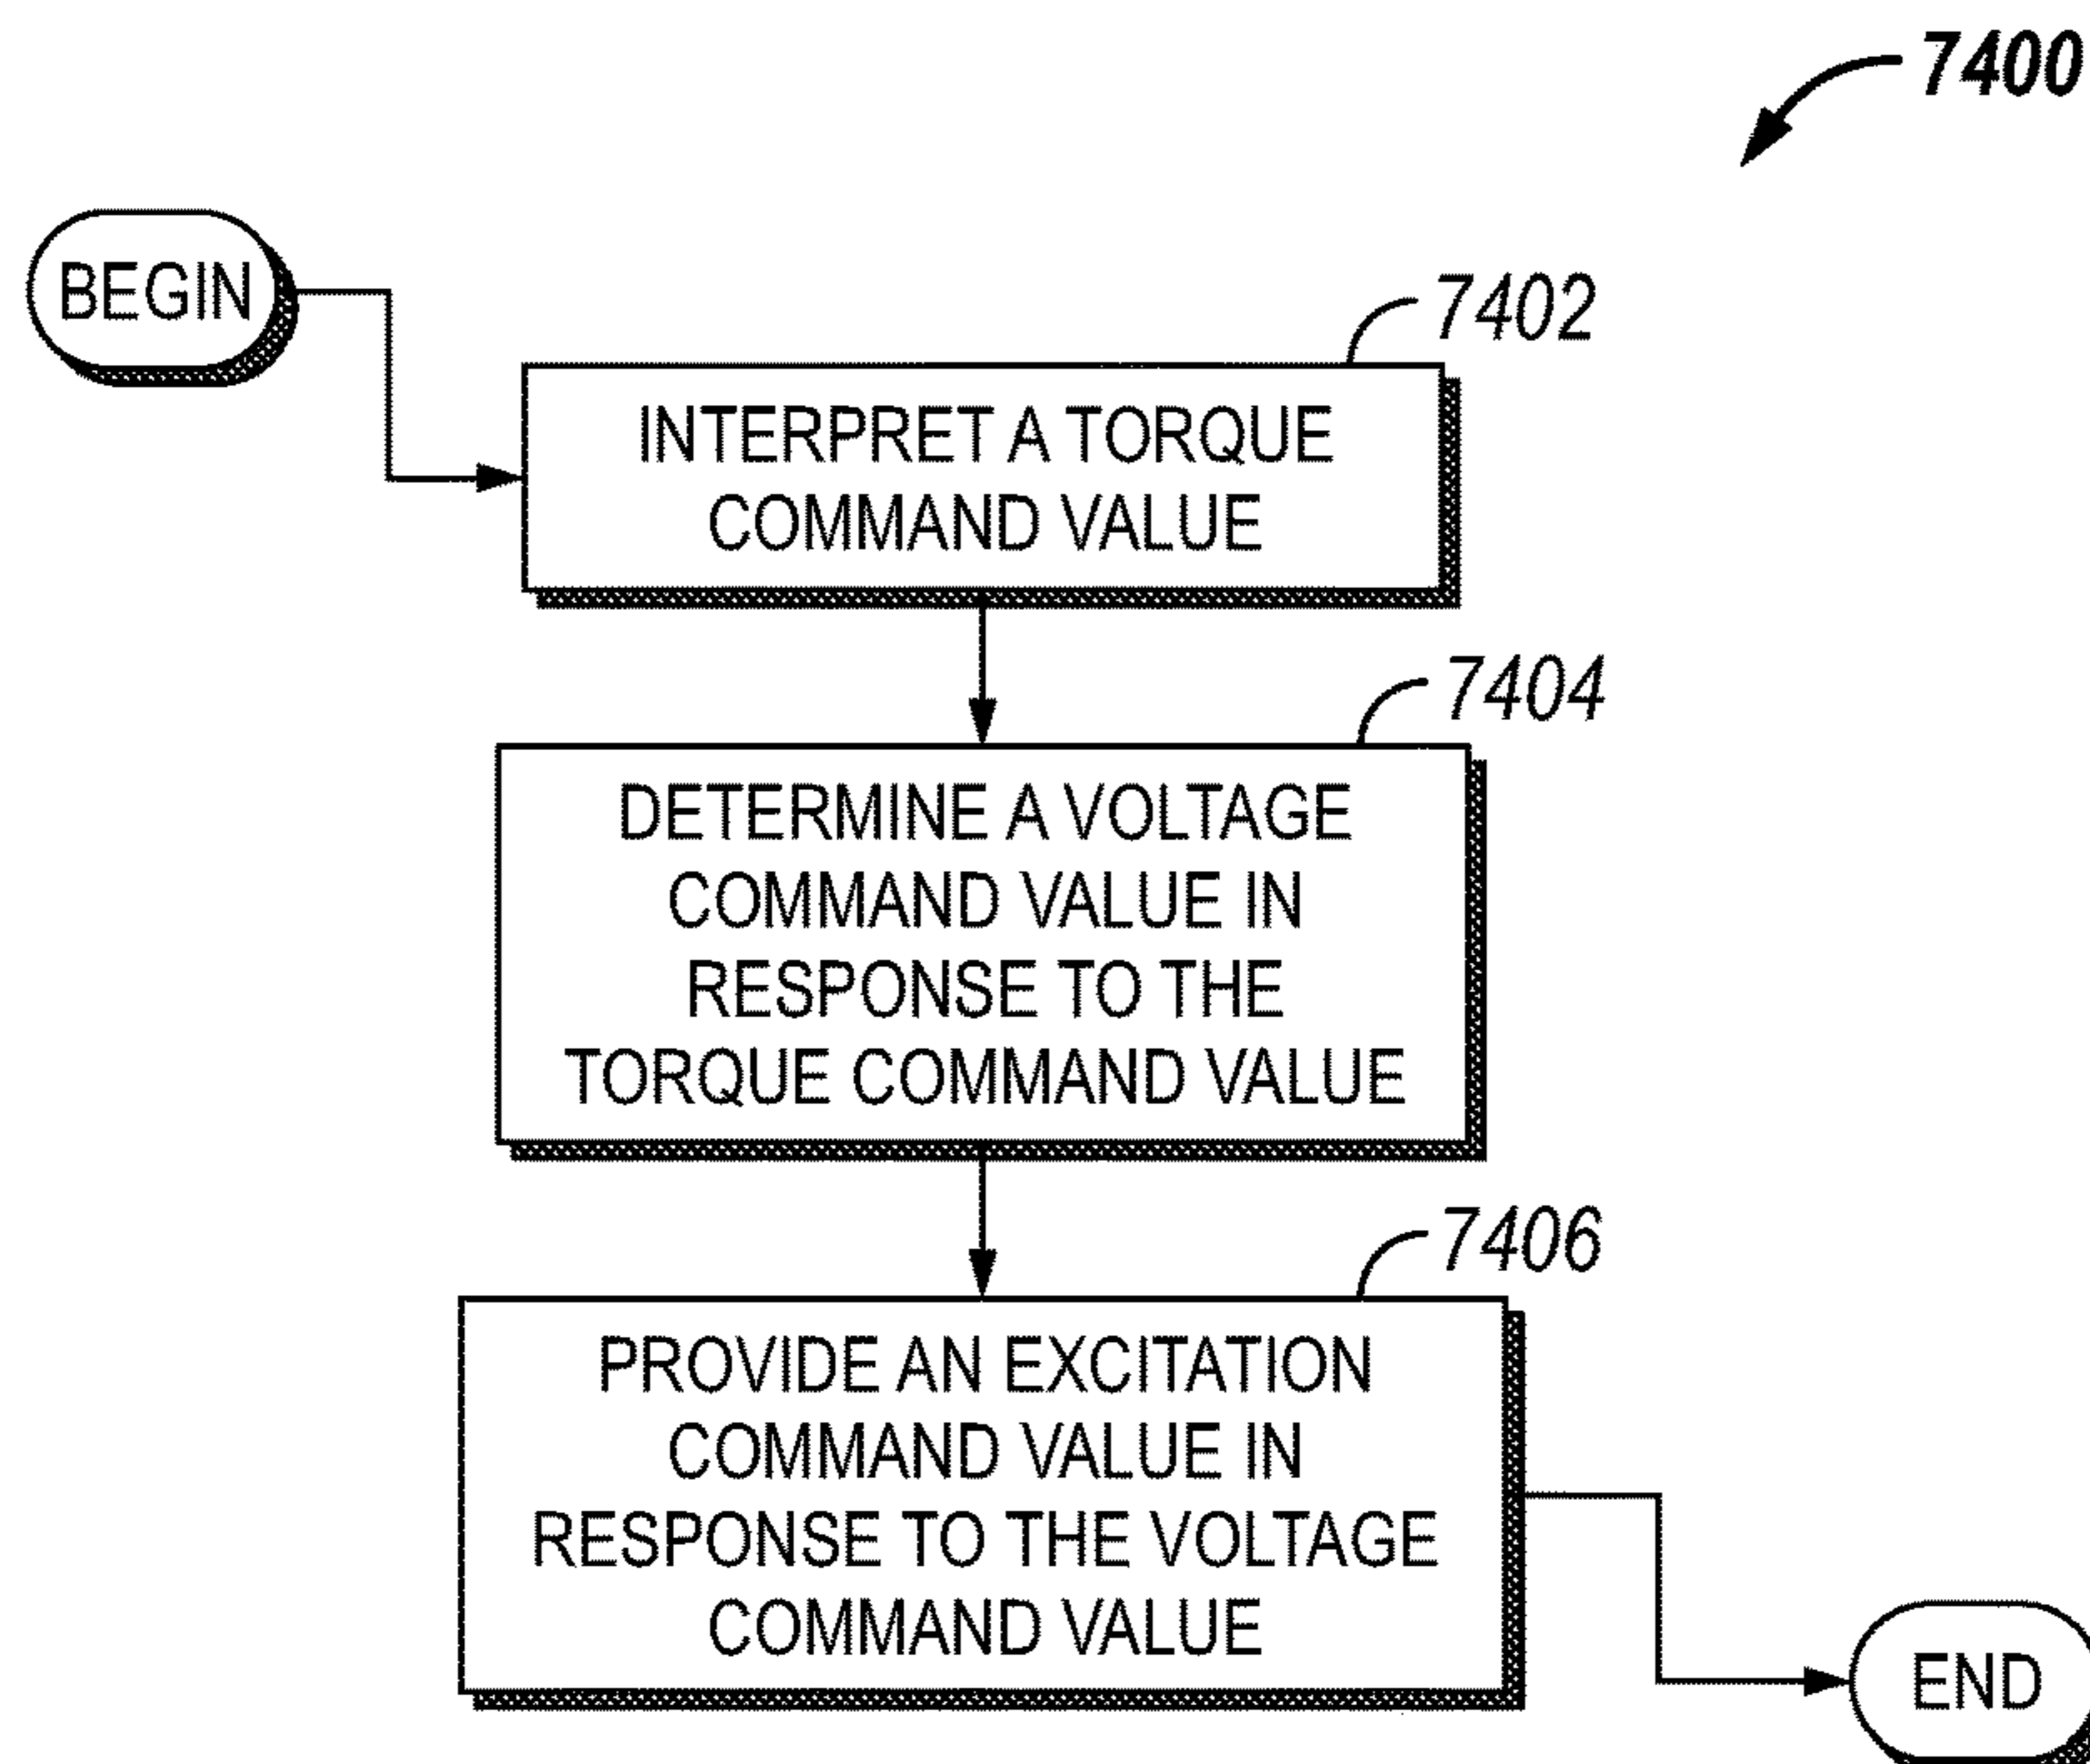 7400
BEGIN
7402
INTERPRET A TORQUE
COMMAND VALUE
7404
DETERMINE A VOLTAGE
COMMAND VALUE IN
RESPONSE TO THE
TORQUE COMMAND VALUE
7406
PROVIDE AN EXCITATION
COMMAND VALUE IN
RESPONSE TO THE VOLTAGE
COMMAND VALUE
END